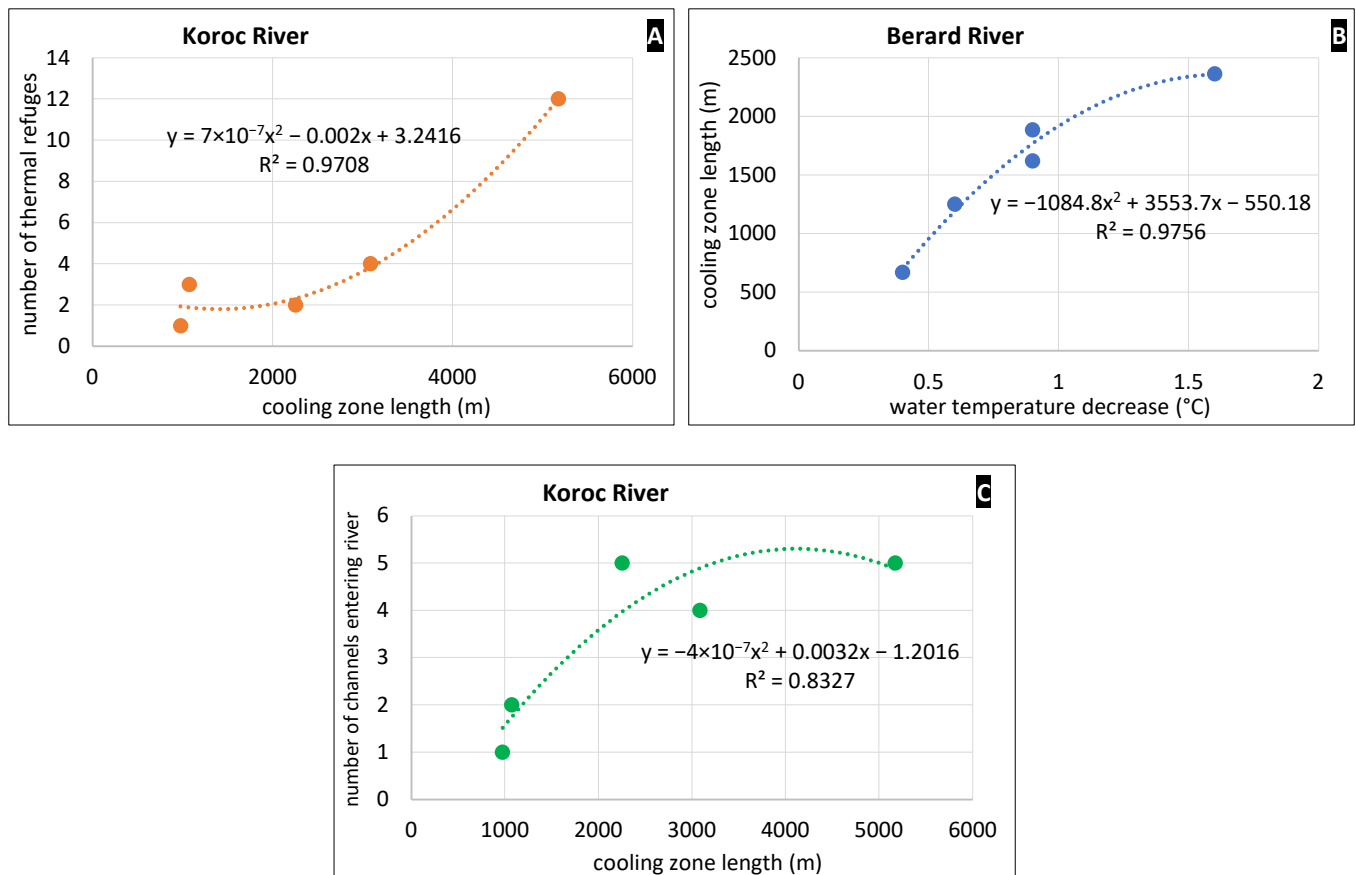 Koroc River
A
14
12
10
8
6
4
2
0
number of thermal refuges
y = 7×10⁻⁷x² − 0.002x + 3.2416
R² = 0.9708
0 2000 4000 6000
cooling zone length (m)
Berard River
B
2500
2000
1500
1000
500
0
cooling zone length (m)
y = −1084.8x² + 3553.7x − 550.18
R² = 0.9756
0 0.5 1 1.5 2
water temperature decrease (°C)
Koroc River
C
6
5
4
3
2
1
0
number of channels entering river
y = −4×10⁻⁷x² + 0.0032x − 1.2016
R² = 0.8327
0 1000 2000 3000 4000 5000 6000
cooling zone length (m)